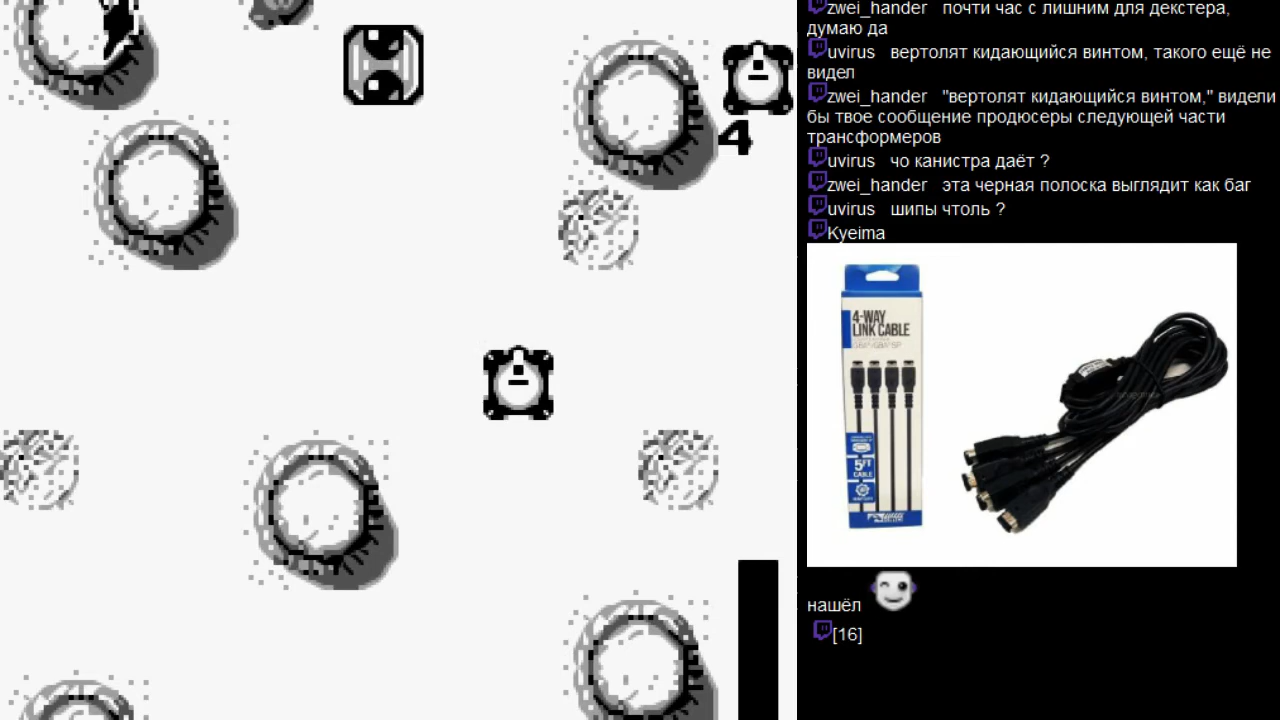 4
zwei_hander почти час с лишним для декстера,
думаю да
uvirus вертолят кидающийся винтом, такого ещё не
видел
zwei_hander "вертолят кидающийся винтом," видели
бы твое сообщение продюсеры следующей части
трансформеров
uvirus чо канистра даёт ?
zwei_hander эта черная полоска выглядит как баг
uvirus шипы чтоль ?
Kyeima
4-WAY
LINK CABLE
5FT
CABLE
нашёл
[16]